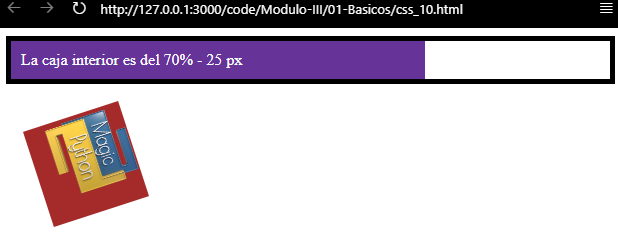 http://127.0.0.1:3000/code/Modulo-III/01-Basicos/css_10.html
La caja interior es del 70% - 25 px
Magic
Python